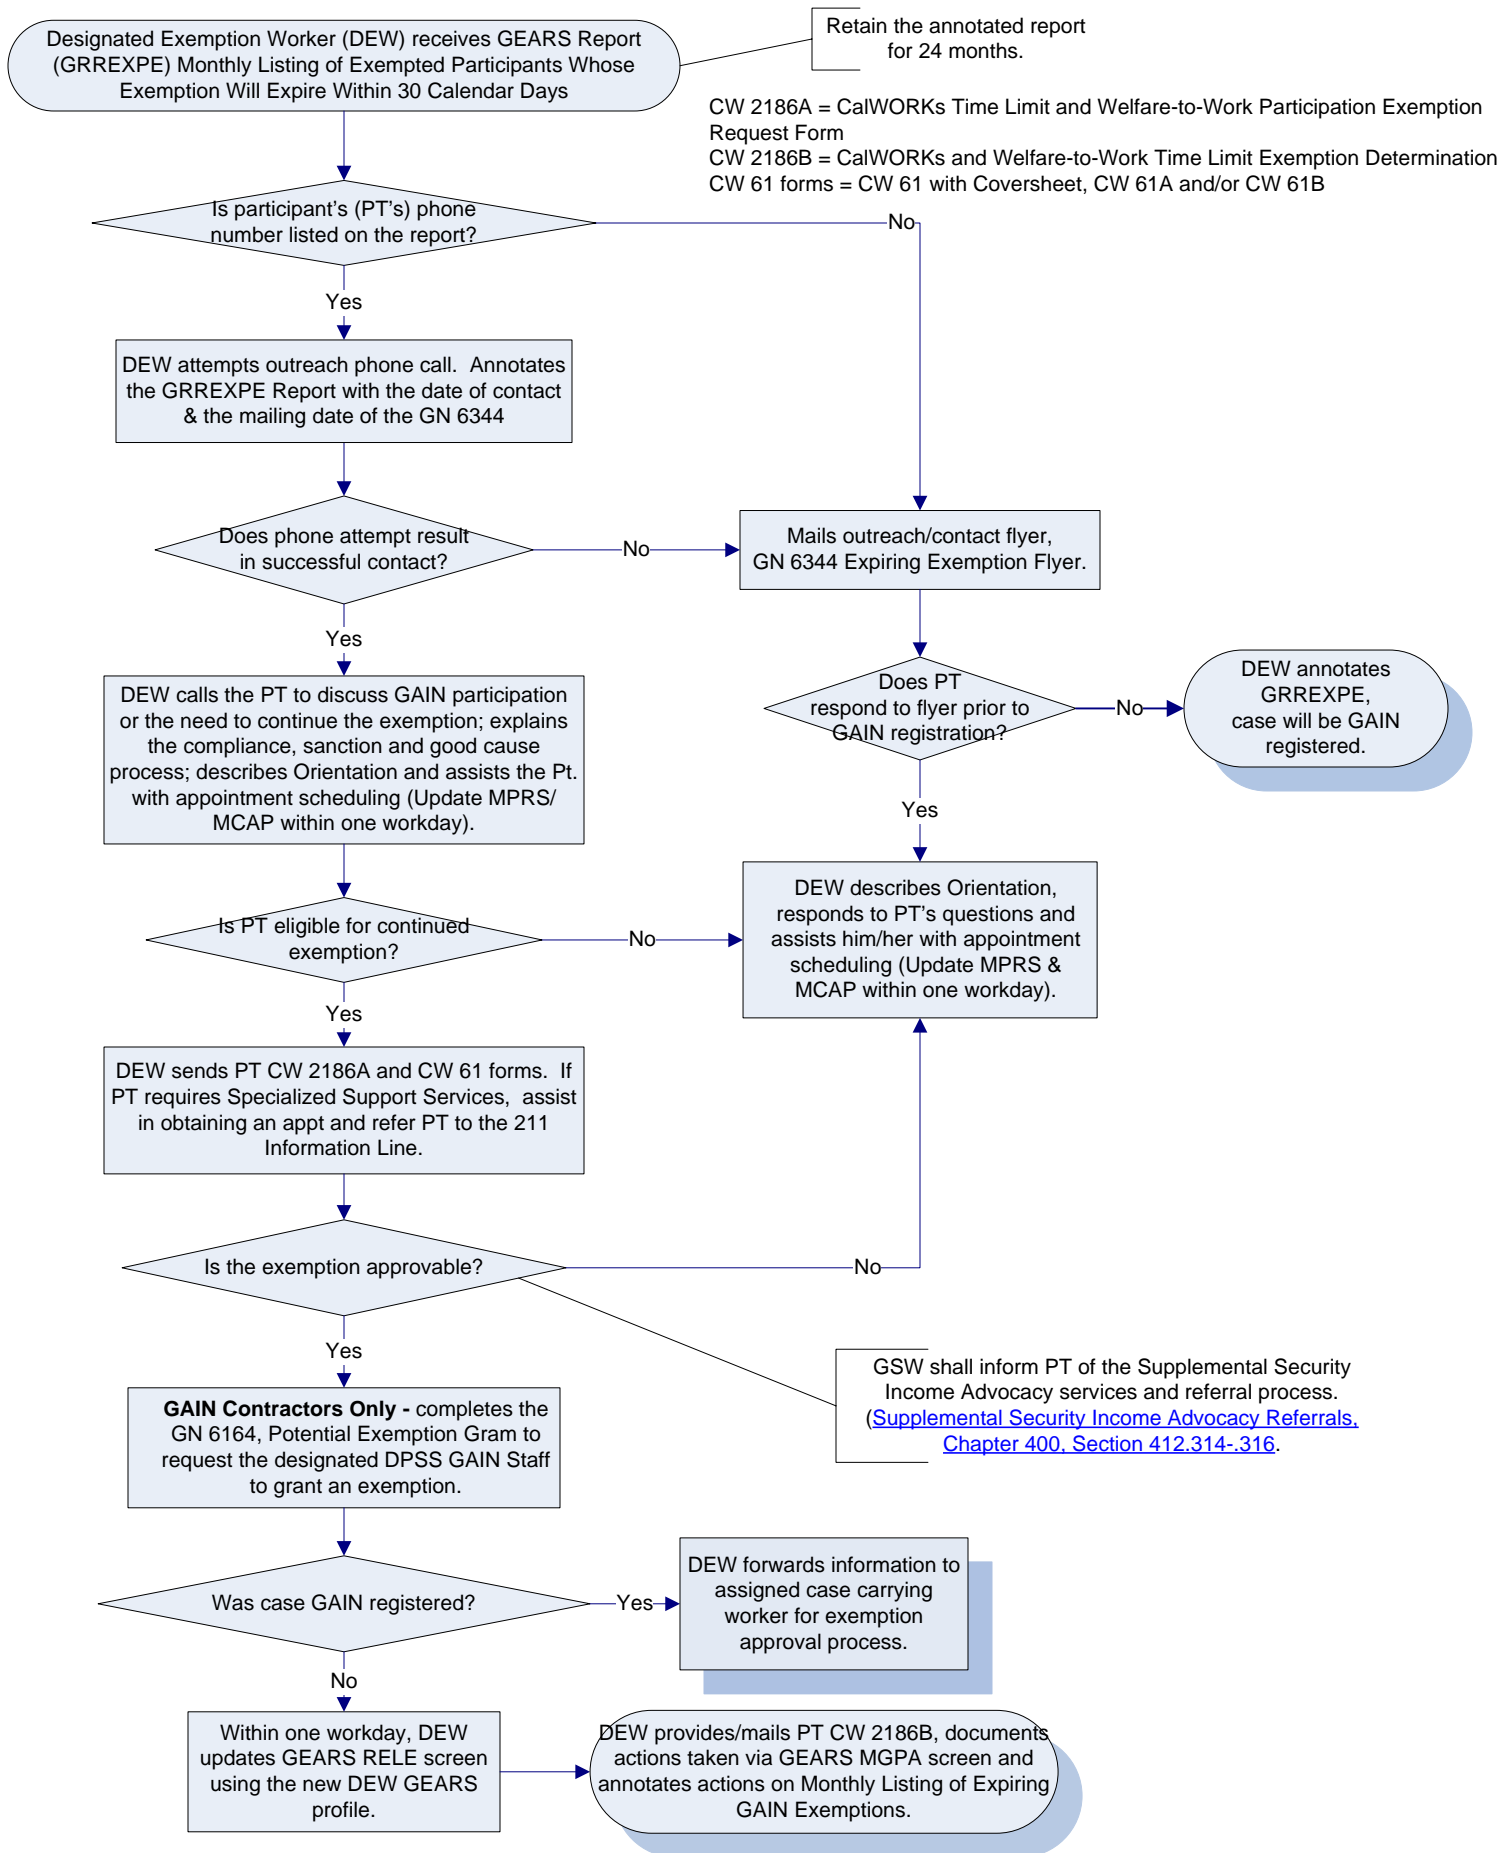 Designated Exemption Worker (DEW) receives GEARS Report
(GRREXPE) Monthly Listing of Exempted Participants Whose
Exemption Will Expire Within 30 Calendar Days
Retain the annotated report
for 24 months.
CW 2186A = CalWORKs Time Limit and Welfare-to-Work Participation Exemption
Request Form
CW 2186B = CalWORKs and Welfare-to-Work Time Limit Exemption Determination
CW 61 forms = CW 61 with Coversheet, CW 61A and/or CW 61B
Is participant's (PT's) phone
number listed on the report?
No
Yes
DEW attempts outreach phone call.  Annotates
the GRREXPE Report with the date of contact
& the mailing date of the GN 6344
Does phone attempt result
in successful contact?
No
Mails outreach/contact flyer,
GN 6344 Expiring Exemption Flyer.
Yes
DEW calls the PT to discuss GAIN participation
or the need to continue the exemption; explains
the compliance, sanction and good cause
process; describes Orientation and assists the Pt.
with appointment scheduling (Update MPRS/
MCAP within one workday).
Does PT
respond to flyer prior to
GAIN registration?
No
DEW annotates
GRREXPE,
case will be GAIN
registered.
Yes
Is PT eligible for continued
exemption?
No
DEW describes Orientation,
responds to PT's questions and
assists him/her with appointment
scheduling (Update MPRS &
MCAP within one workday).
Yes
DEW sends PT CW 2186A and CW 61 forms.  If
PT requires Specialized Support Services,  assist
in obtaining an appt and refer PT to the 211
Information Line.
Is the exemption approvable?
No
Yes
GSW shall inform PT of the Supplemental Security
Income Advocacy services and referral process.
(Supplemental Security Income Advocacy Referrals,
Chapter 400, Section 412.314-.316.
GAIN Contractors Only - completes the
GN 6164, Potential Exemption Gram to
request the designated DPSS GAIN Staff
to grant an exemption.
Was case GAIN registered?
Yes
DEW forwards information to
assigned case carrying
worker for exemption
approval process.
No
Within one workday, DEW
updates GEARS RELE screen
using the new DEW GEARS
profile.
DEW provides/mails PT CW 2186B, documents
actions taken via GEARS MGPA screen and
annotates actions on Monthly Listing of Expiring
GAIN Exemptions.